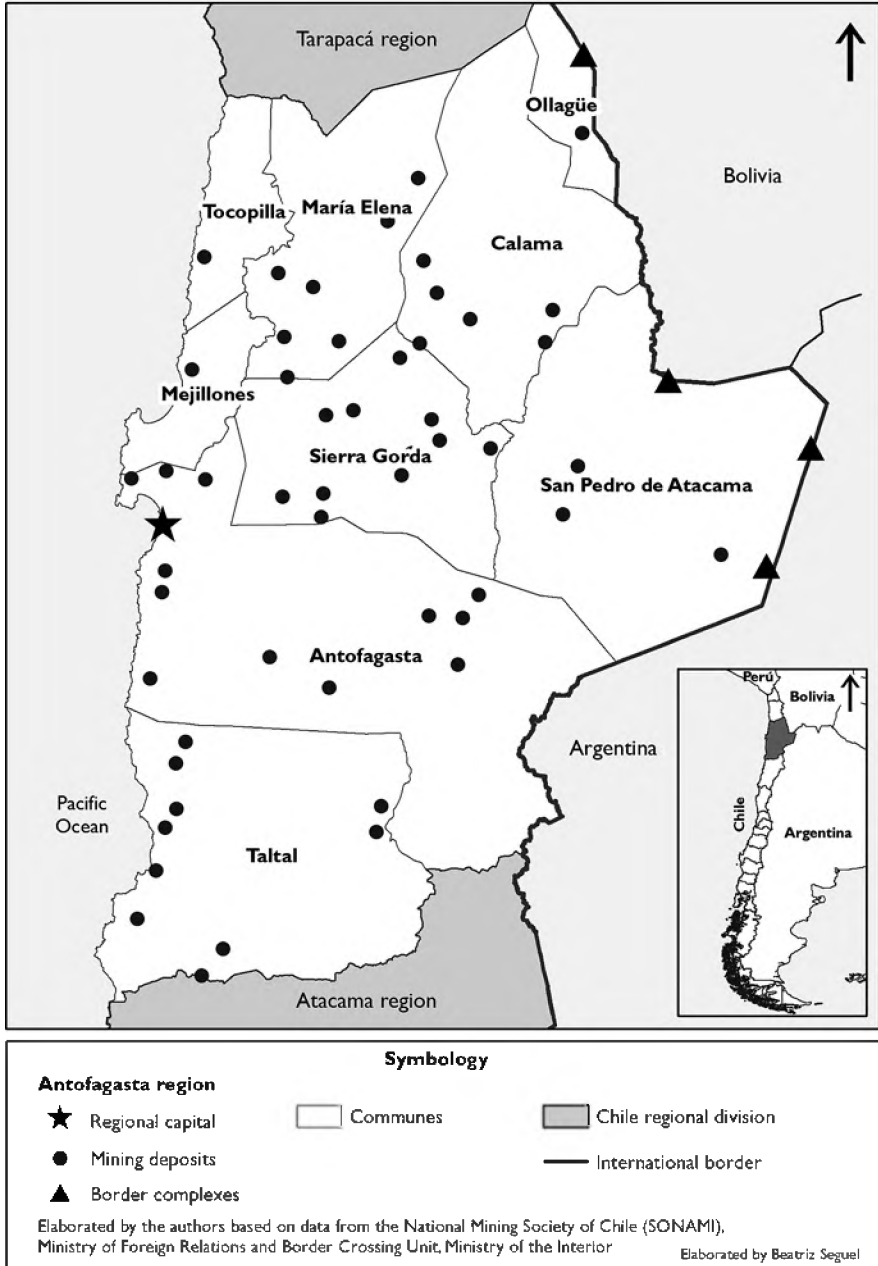 Tarapacá region
Ollagüe
Bolivia
Tocopilla
María Elena
Calama
Mejillones
Sierra Gorda
San Pedro de Atacama
Antofagasta
Argentina
Pacific
Ocean
Taltal
Atacama region
Perú
Bolivia
Chile
Argentina
Symbology
Antofagasta region
Regional capital
Communes
Chile regional division
Mining deposits
International border
Border complexes
Elaborated by the authors based on data from the National Mining Society of Chile (SONAMI),
Ministry of Foreign Relations and Border Crossing Unit, Ministry of the Interior
Elaborated by Beatriz Seguel